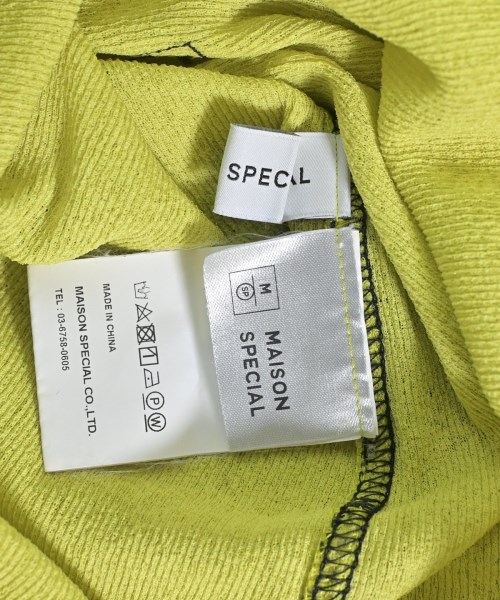 SPECIAL
M
SP
MAISON
SPECIAL
P W
MADE IN CHINA
MAISON SPECIAL CO.,LTD.
TEL : 03-6758-0605